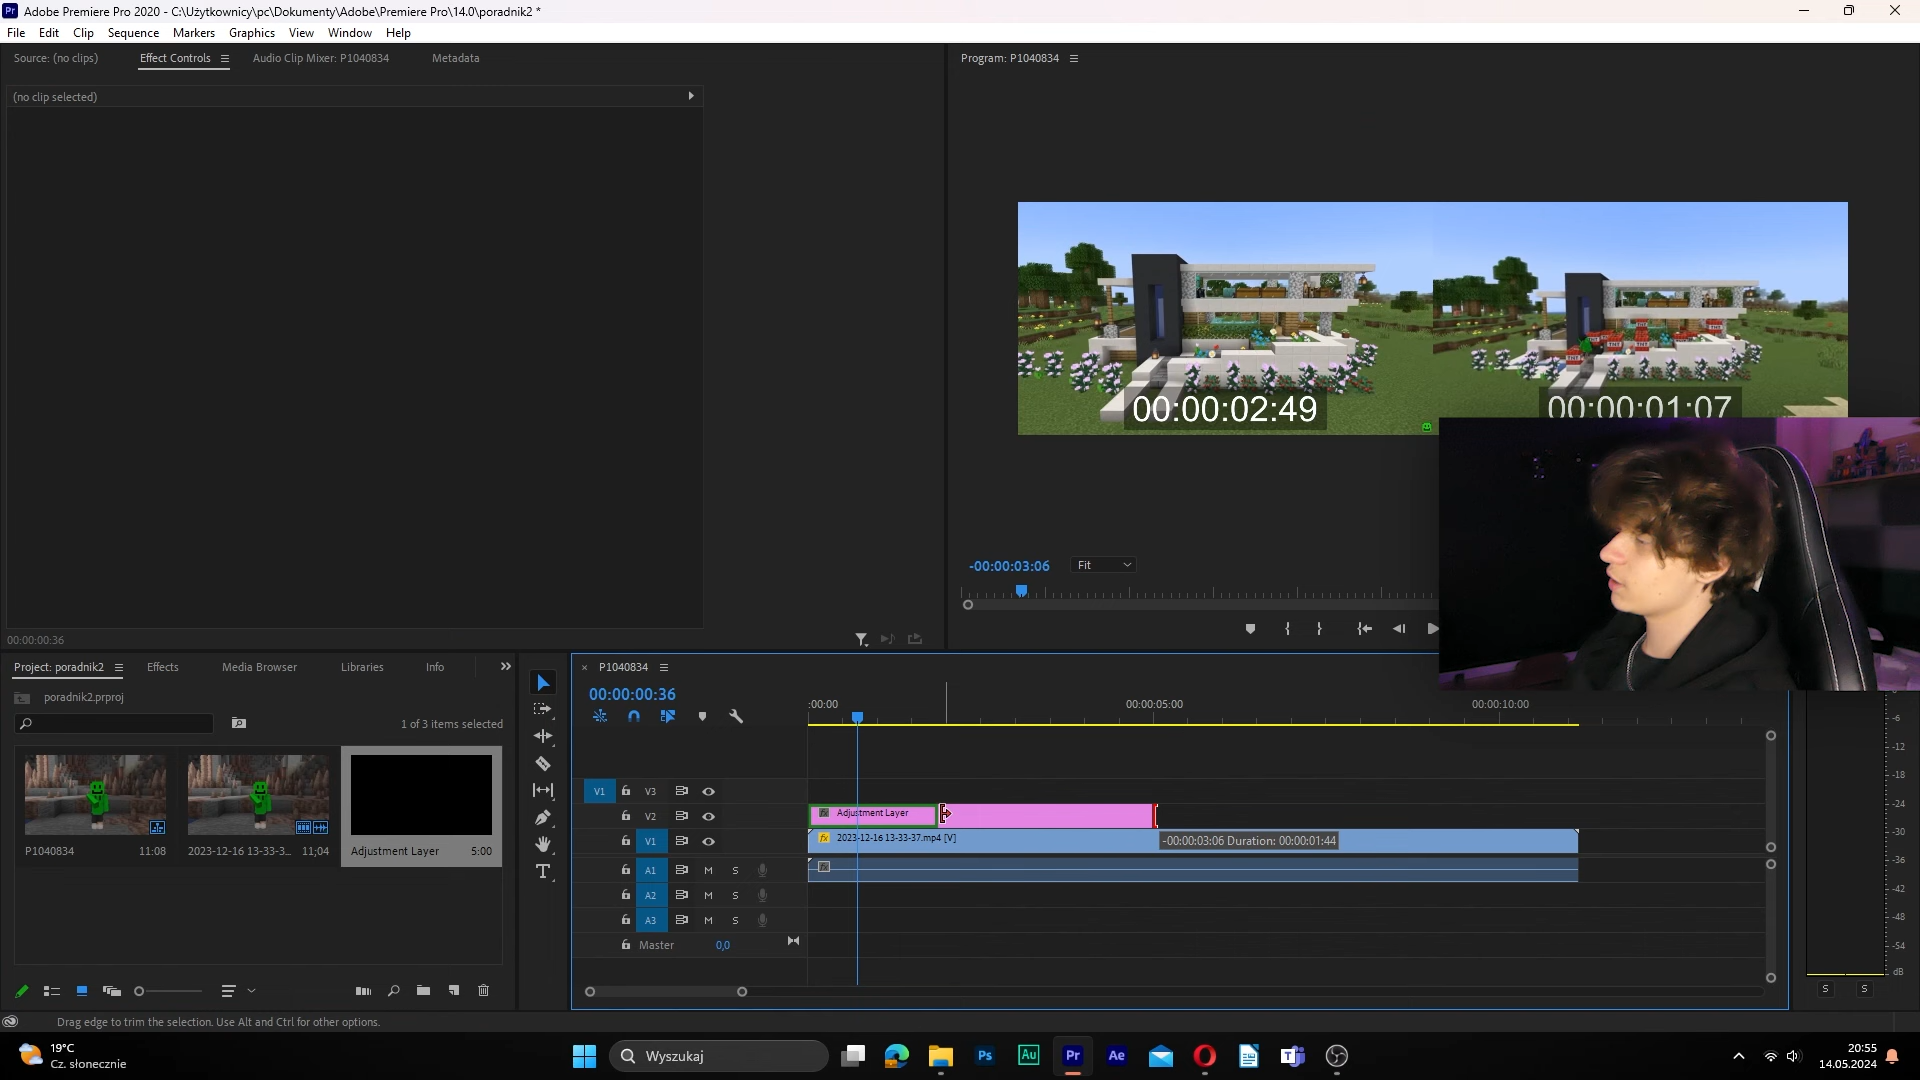 Pr Adobe Premiere Pro 2020 - C:\Użytkownicy\pc\Dokumenty\Adobe\Premiere Pro\14.0\poradnik2 *
File Edit Clip Sequence Markers Graphics View Window Help
Source: (no clips) Effect Controls Audio Clip Mixer: P1040834 Metadata
Program: P1040834
(no clip selected)
00:00:02:49 00:00:01:07
-00:00:03:06 Fit
00:00:00:36
Project: poradnik2 Effects Media Browser Libraries Info
poradnik2.prproj
1 of 3 items selected
P1040834 11:08
2023-12-16 13-33-3... 11;04
Adjustment Layer 5:00
P1040834
00:00:00:36
:00:00 00:00:05:00 00:00:10:00
V1 V3
V2 Adjustment Layer
V1 2023-12-16 13-33-37.mp4 [V]
-00:00:03:06 Duration: 00:00:01:44
A1 M S
A2 M S
A3 M S
Master 0,0
-6
-12
-18
-24
-30
-36
-42
-48
-54
dB
S S
Drag edge to trim the selection. Use Alt and Ctrl for other options.
19°C
Cz. słonecznie
Wyszukaj
Ps Au Pr Ae
20:55
14.05.2024